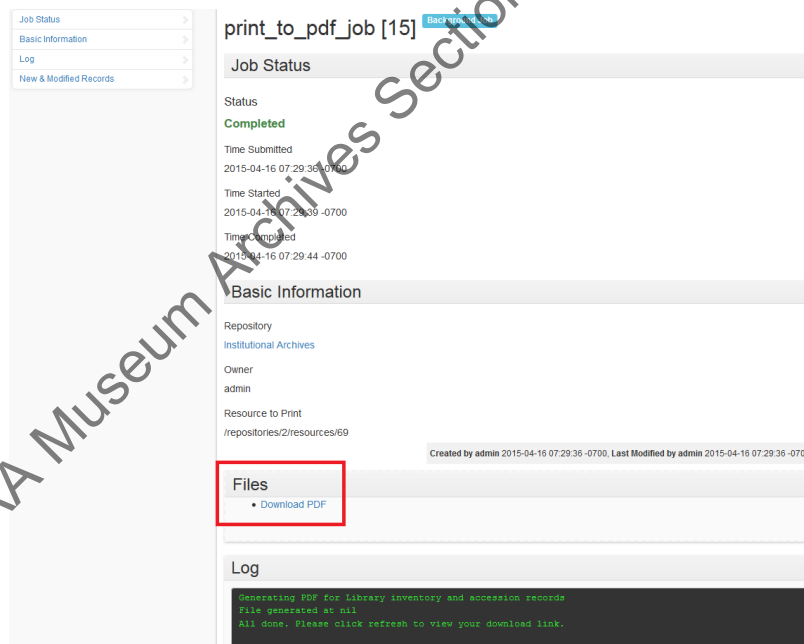 Job Status
Basic Information
Log
New & Modified Records
print_to_pdf_job [15] Background Job
Job Status
Status
Completed
Time Submitted
2015-04-16 07:29:36 -0700
Time Started
2015-04-16 07:29:39 -0700
Time Completed
2015-04-16 07:29:44 -0700
Basic Information
Repository
Institutional Archives
Owner
admin
Resource to Print
/repositories/2/resources/69
Created by admin 2015-04-16 07:29:36 -0700, Last Modified by admin 2015-04-16 07:29:36 -070
Files
Download PDF
Log
Generating PDF for Library inventory and accession records
File generated at nil
All done. Please click refresh to view your download link.
A Museum Archives Section